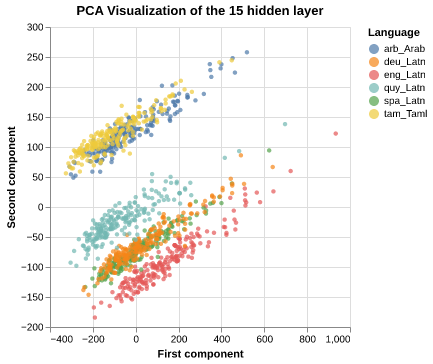 PCA Visualization of the 15 hidden layer
Language
arb_Arab
deu_Latn
eng_Latn
quy_Latn
spa_Latn
tam_Taml
Second component
300
250
200
150
100
50
0
−50
−100
−150
−200
−400 −200 0 200 400 600 800 1,000
First component